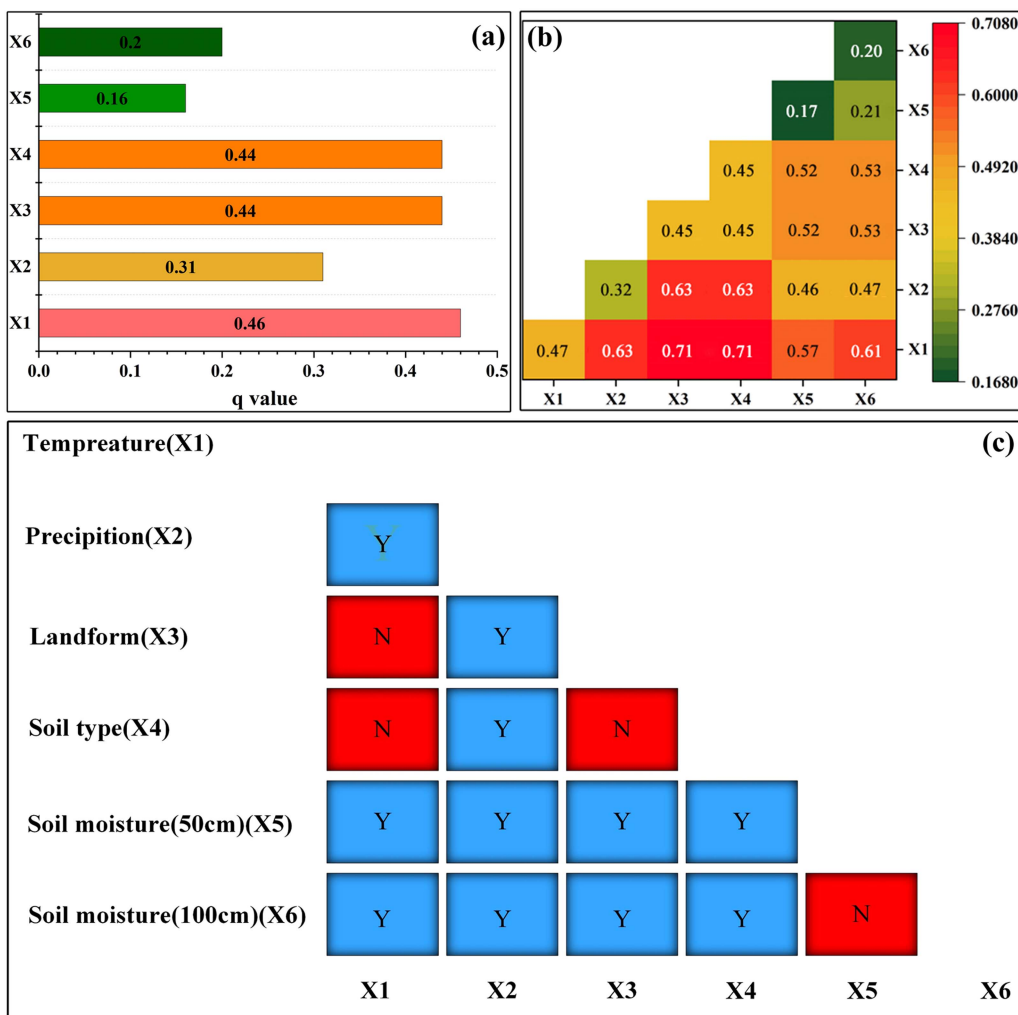 (a)
X6 0.2
X5 0.16
X4 0.44
X3 0.44
X2 0.31
X1 0.46
0.0 0.1 0.2 0.3 0.4 0.5
q value
(b)
0.20 X6
0.17 0.21 X5
0.45 0.52 0.53 X4
0.45 0.45 0.52 0.53 X3
0.32 0.63 0.63 0.46 0.47 X2
0.47 0.63 0.71 0.71 0.57 0.61 X1
X1 X2 X3 X4 X5 X6
0.7080
0.6000
0.4920
0.3840
0.2760
0.1680
Tempreature(X1) (c)
Precipition(X2) Y
Landform(X3) N Y
Soil type(X4) N Y N
Soil moisture(50cm)(X5) Y Y Y Y
Soil moisture(100cm)(X6) Y Y Y Y N
X1 X2 X3 X4 X5 X6